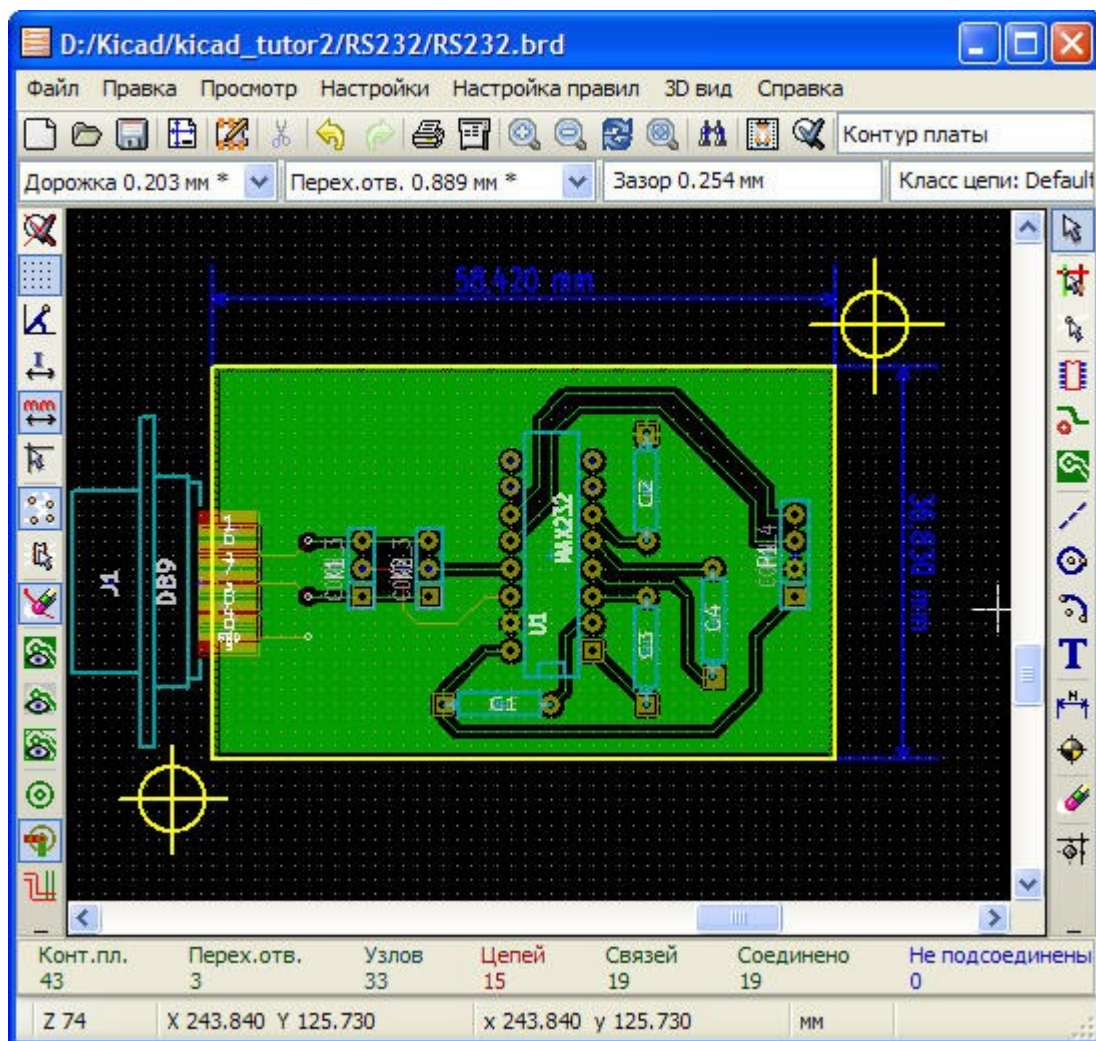 D:/Kicad/kicad_tutor2/RS232/RS232.brd
Файл Правка Просмотр Настройки Настройка правил 3D вид Справка
Контур платы
Дорожка 0.203 мм * Перех.отв. 0.889 мм * Зазор 0.254 мм Класс цепи: Default
58,420 mm
J1
DB9
U1
MAX232
C1
C2
C3
C4
mm
T
N
Конт.пл. Перех.отв. Узлов Цепей Связей Соединено Не подсоединены
43 3 33 15 19 19 0
Z 74 X 243.840 Y 125.730 x 243.840 y 125.730 мм